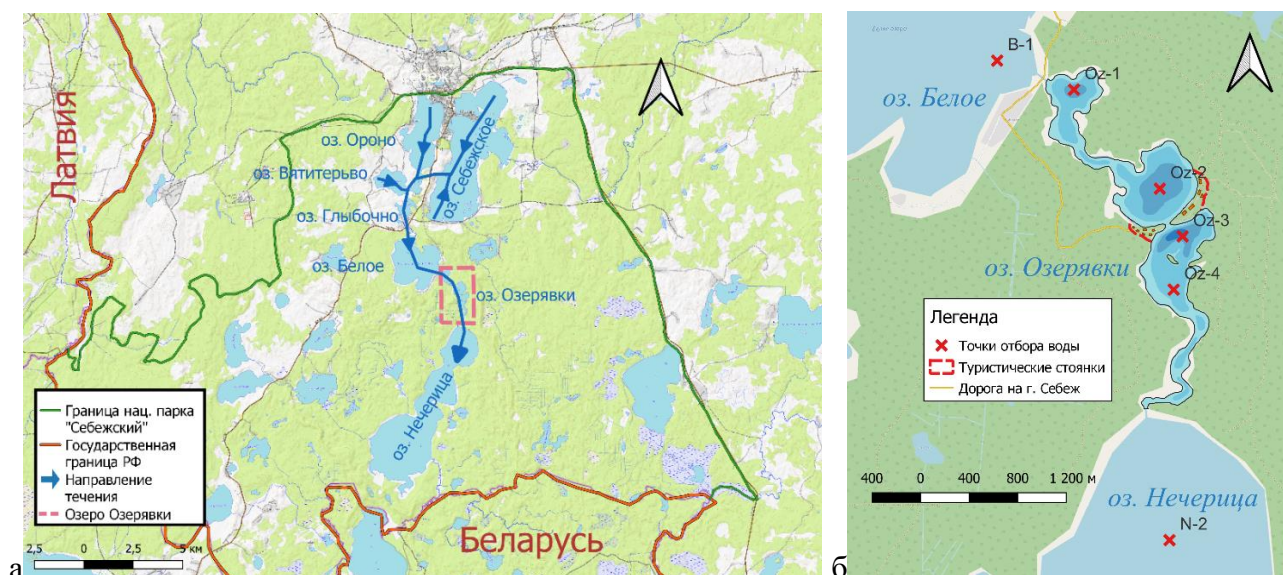 Латвия
оз. Ороно
оз. Вятитерьво
оз. Себежское
оз. Глыбочно
оз. Белое
оз. Озерявки
оз. Нечерица
Беларусь
Граница нац. парка
"Себежский"
Государственная
граница РФ
Направление
течения
Озеро Озерявки
2,5 0 2,5 5 км
а
B-1
Oz-1
оз. Белое
Oz-2
Oz-3
оз. Озерявки
Oz-4
Легенда
Точки отбора воды
Туристические стоянки
Дорога на г. Себеж
400 0 400 800 1 200 м
оз. Нечерица
N-2
б